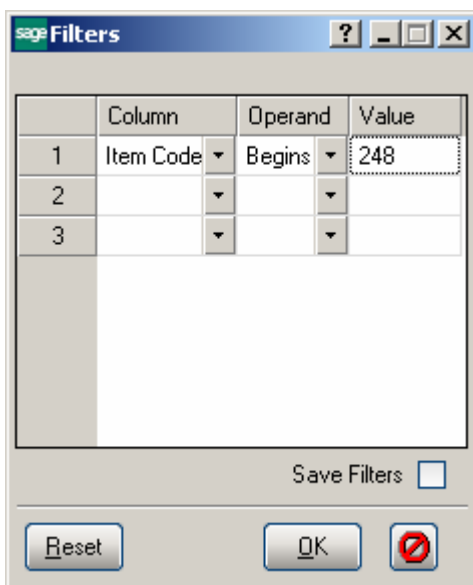 sage Filters ?
Column Operand Value
1 Item Code Begins 248
2
3
Save Filters
Reset OK